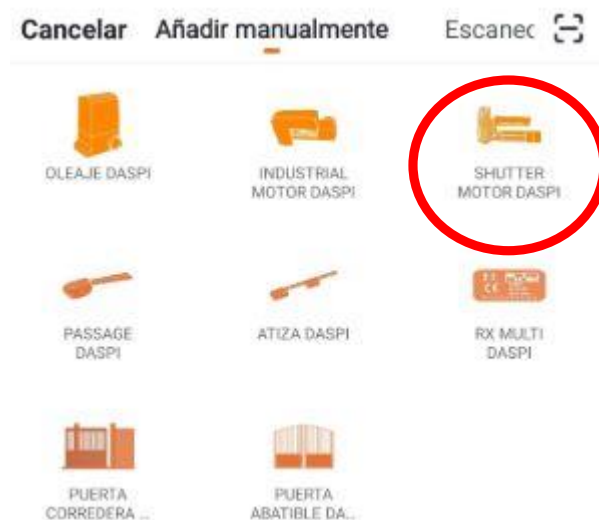 Cancelar Añadir manualmente Escanec
OLEAJE DASPI
INDUSTRIAL
MOTOR DASPI
SHUTTER
MOTOR DASPI
PASSAGE
DASPI
ATIZA DASPI
RX MULTI
DASPI
PUERTA
CORREDERA ...
PUERTA
ABATIBLE DA...